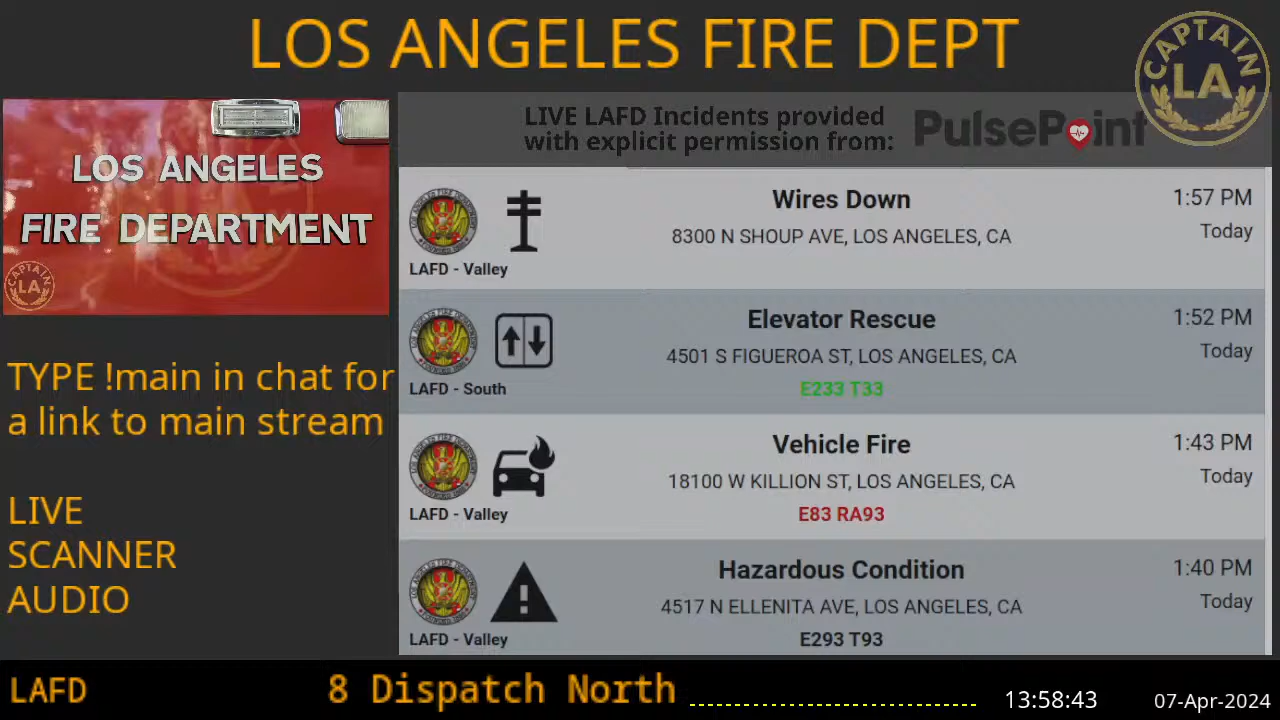 LOS ANGELES FIRE DEPT
CAPTAIN
LA
LOS ANGELES
FIRE DEPARTMENT
CAPTAIN
LA
LIVE LAFD Incidents provided
with explicit permission from:
PulsePoint
Wires Down
1:57 PM
8300 N SHOUP AVE, LOS ANGELES, CA
Today
LAFD - Valley
Elevator Rescue
1:52 PM
4501 S FIGUEROA ST, LOS ANGELES, CA
Today
LAFD - South
E233 T33
Vehicle Fire
1:43 PM
18100 W KILLION ST, LOS ANGELES, CA
Today
LAFD - Valley
E83 RA93
Hazardous Condition
1:40 PM
4517 N ELLENITA AVE, LOS ANGELES, CA
Today
LAFD - Valley
E293 T93
TYPE !main in chat for
a link to main stream
LIVE
SCANNER
AUDIO
LAFD
8 Dispatch North
13:58:43
07-Apr-2024